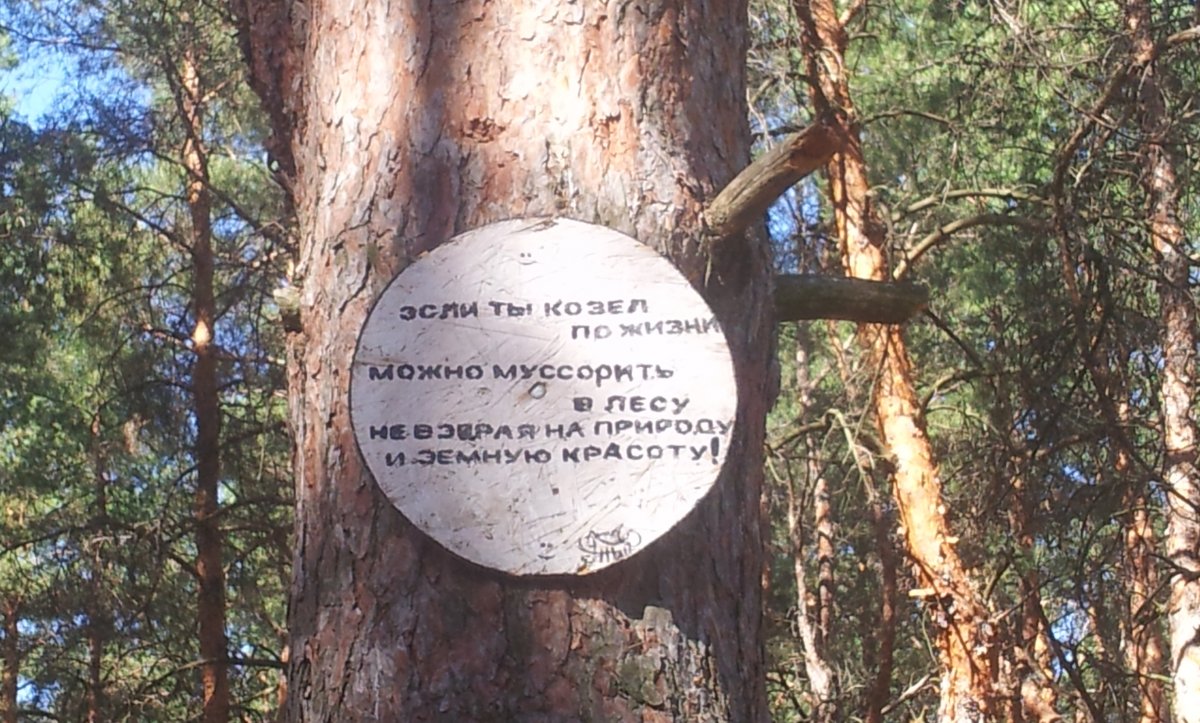 ЭСЛИ ТЫ КОЗЕЛ
ПО ЖИЗНИ
МОЖНО МУССОРИТЬ
В ЛЕСУ
НЕ ВЗЕРАЯ НА ПРИРОДУ
И ЗЕМНУЮ КРАСОТУ!